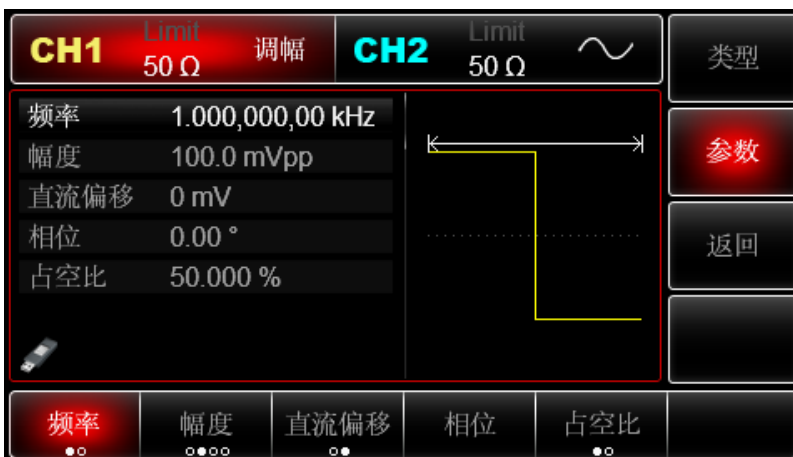 CH1 Limit 50 Ω 调幅 CH2 Limit 50 Ω
类型
频率 1.000,000,00 kHz
幅度 100.0 mVpp
参数
直流偏移 0 mV
相位 0.00 °
返回
占空比 50.000 %
频率 幅度 直流偏移 相位 占空比